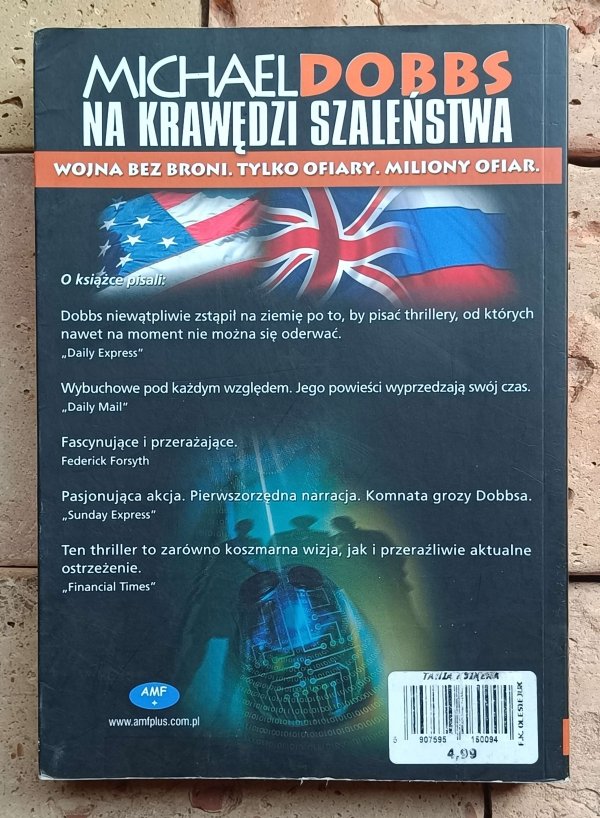 MICHAEL DOBBS
NA KRAWĘDZI SZALEŃSTWA
WOJNA BEZ BRONI. TYLKO OFIARY. MILIONY OFIAR.
O książce pisali:
Dobbs niewątpliwie zstąpił na ziemię po to, by pisać thrillery, od których
nawet na moment nie można się oderwać.
„Daily Express”
Wybuchowe pod każdym względem. Jego powieści wyprzedzają swój czas.
„Daily Mail”
Fascynujące i przerażające.
Federick Forsyth
Pasjonująca akcja. Pierwszorzędna narracja. Komnata grozy Dobbsa.
„Sunday Express”
Ten thriller to zarówno koszmarna wizja, jak i przeraźliwie aktualne
ostrzeżenie.
„Financial Times”
AMF
+
www.amfplus.com.pl
TANIA KSIĄŻKA
F.K. OLESIEJUK
907595 150094
4,99